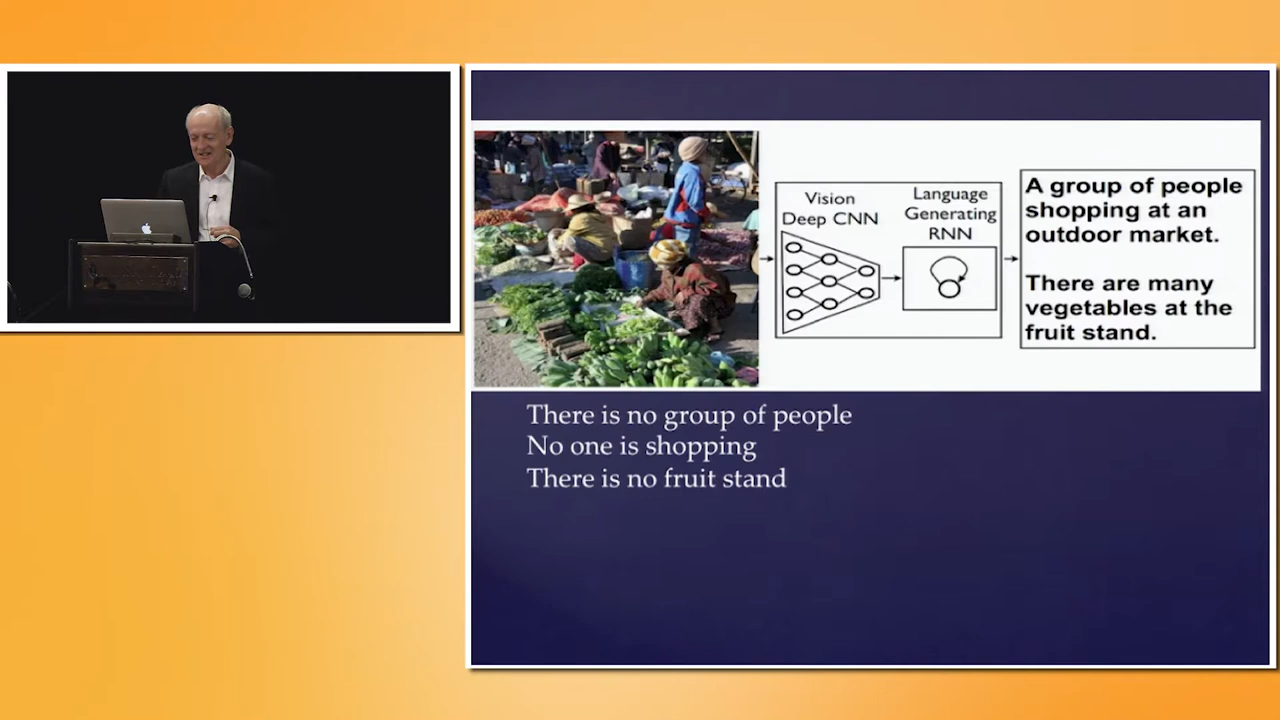 Vision
Deep CNN
Language
Generating
RNN
A group of people
shopping at an
outdoor market.
There are many
vegetables at the
fruit stand.
There is no group of people
No one is shopping
There is no fruit stand